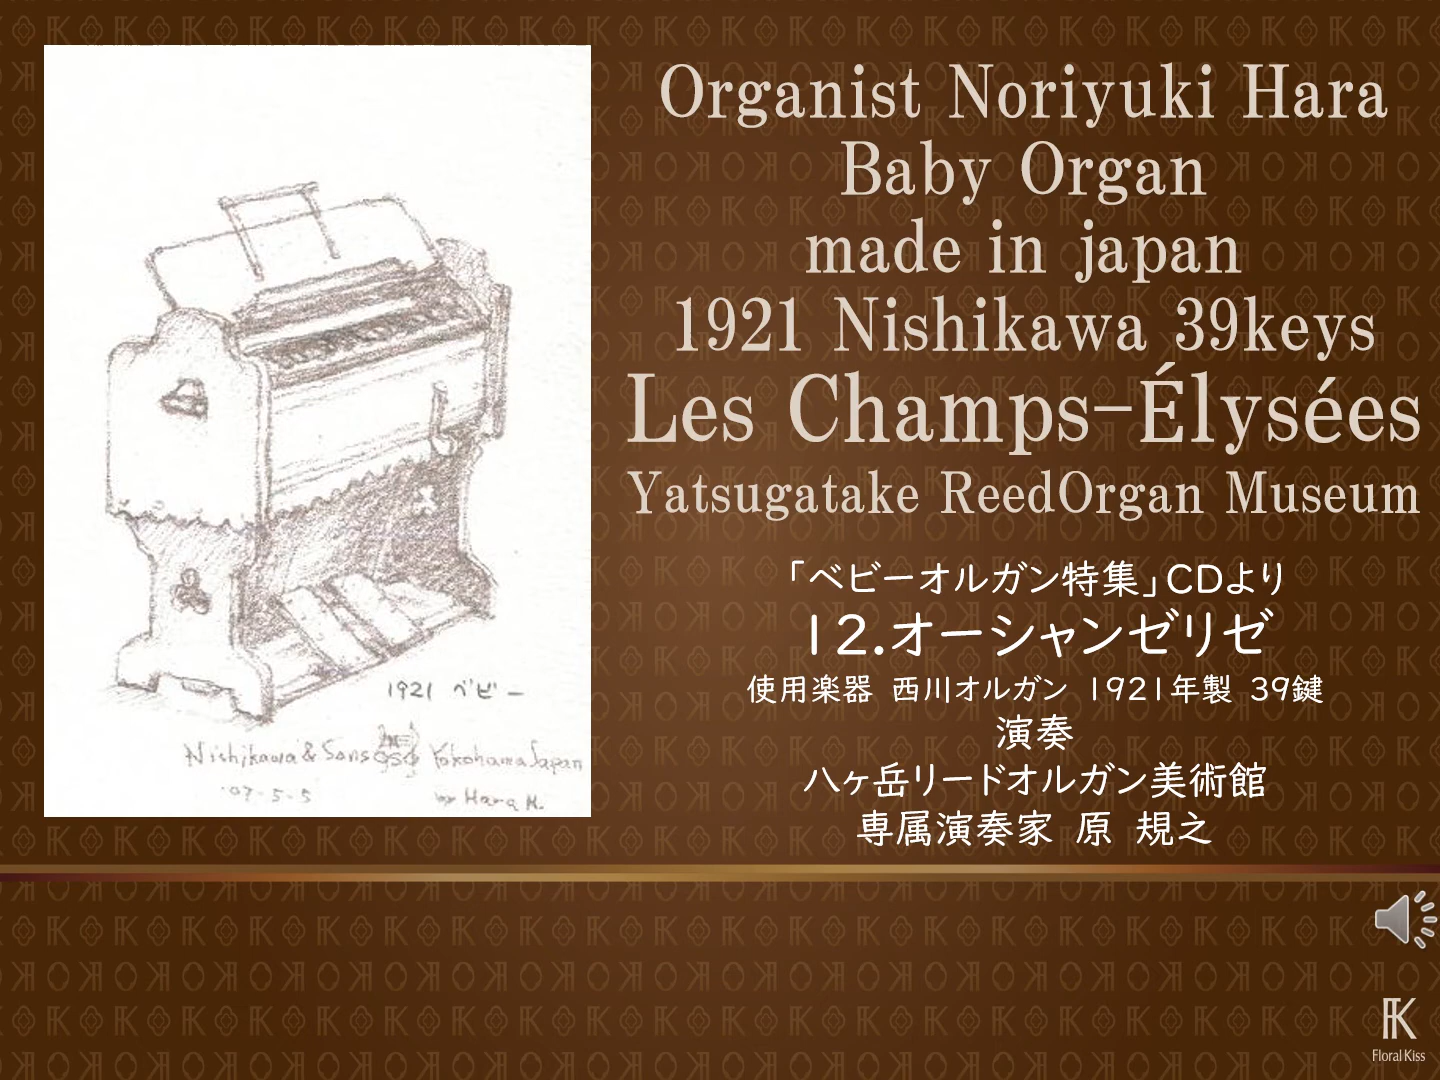 Organist Noriyuki Hara
Baby Organ
made in japan
1921 Nishikawa 39keys
Les Champs-Élysées
Yatsugatake ReedOrgan Museum
「ベビーオルガン特集」CDより
12.オーシャンゼリゼ
使用楽器 西川オルガン 1921年製 39鍵
演奏
八ヶ岳リードオルガン美術館
専属演奏家 原 規之
1921 ベビー
Nishikawa & Sons Yokohama Japan
'07-5-5 by Hara N.
FK
Floral Kiss